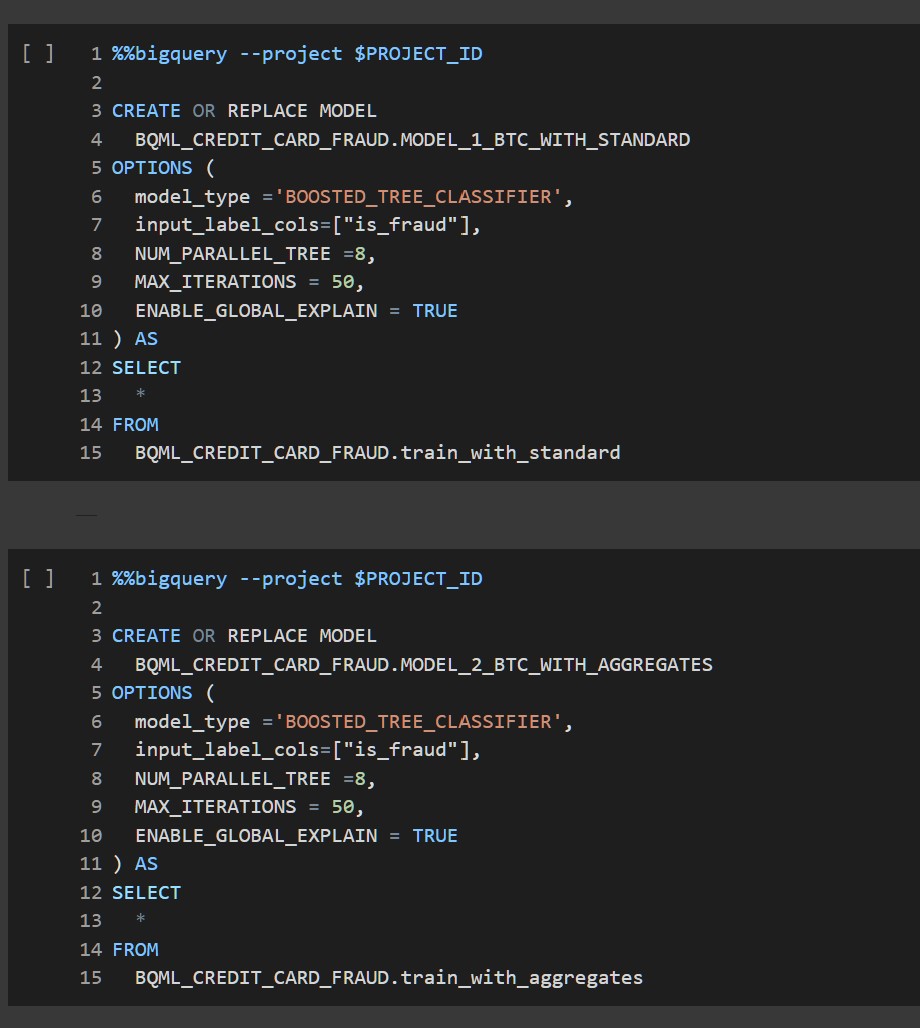 [ ] 1 %%bigquery --project $PROJECT_ID
2
3 CREATE OR REPLACE MODEL
4   BQML_CREDIT_CARD_FRAUD.MODEL_1_BTC_WITH_STANDARD
5 OPTIONS (
6   model_type ='BOOSTED_TREE_CLASSIFIER',
7   input_label_cols=["is_fraud"],
8   NUM_PARALLEL_TREE =8,
9   MAX_ITERATIONS = 50,
10   ENABLE_GLOBAL_EXPLAIN = TRUE
11 ) AS
12 SELECT
13   *
14 FROM
15   BQML_CREDIT_CARD_FRAUD.train_with_standard
[ ] 1 %%bigquery --project $PROJECT_ID
2
3 CREATE OR REPLACE MODEL
4   BQML_CREDIT_CARD_FRAUD.MODEL_2_BTC_WITH_AGGREGATES
5 OPTIONS (
6   model_type ='BOOSTED_TREE_CLASSIFIER',
7   input_label_cols=["is_fraud"],
8   NUM_PARALLEL_TREE =8,
9   MAX_ITERATIONS = 50,
10   ENABLE_GLOBAL_EXPLAIN = TRUE
11 ) AS
12 SELECT
13   *
14 FROM
15   BQML_CREDIT_CARD_FRAUD.train_with_aggregates